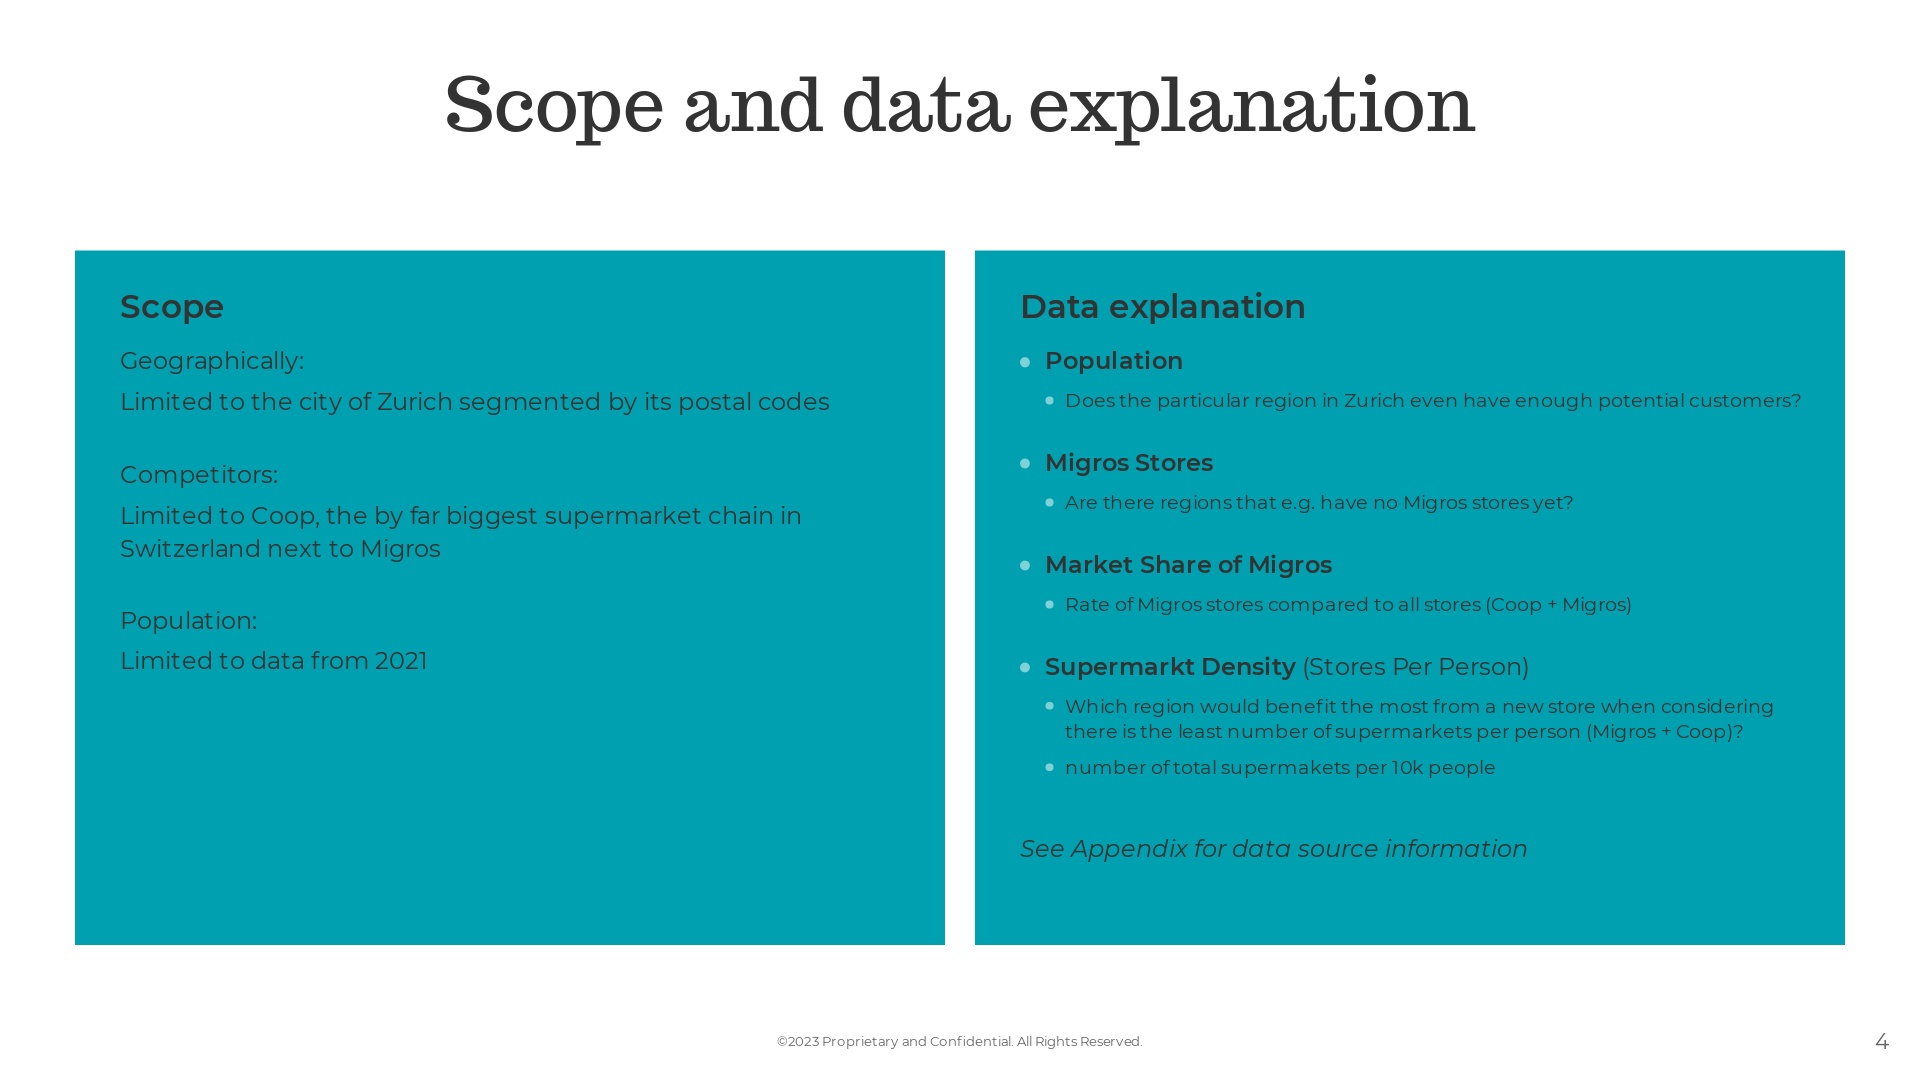 Scope and data explanation
Scope
Geographically:
Limited to the city of Zurich segmented by its postal codes
Competitors:
Limited to Coop, the by far biggest supermarket chain in
Switzerland next to Migros
Population:
Limited to data from 2021
Data explanation
Population
Does the particular region in Zurich even have enough potential customers?
Migros Stores
Are there regions that e.g. have no Migros stores yet?
Market Share of Migros
Rate of Migros stores compared to all stores (Coop + Migros)
Supermarkt Density (Stores Per Person)
Which region would benefit the most from a new store when considering
there is the least number of supermarkets per person (Migros + Coop)?
number of total supermakets per 10k people
See Appendix for data source information
©2023 Proprietary and Confidential. All Rights Reserved.
4